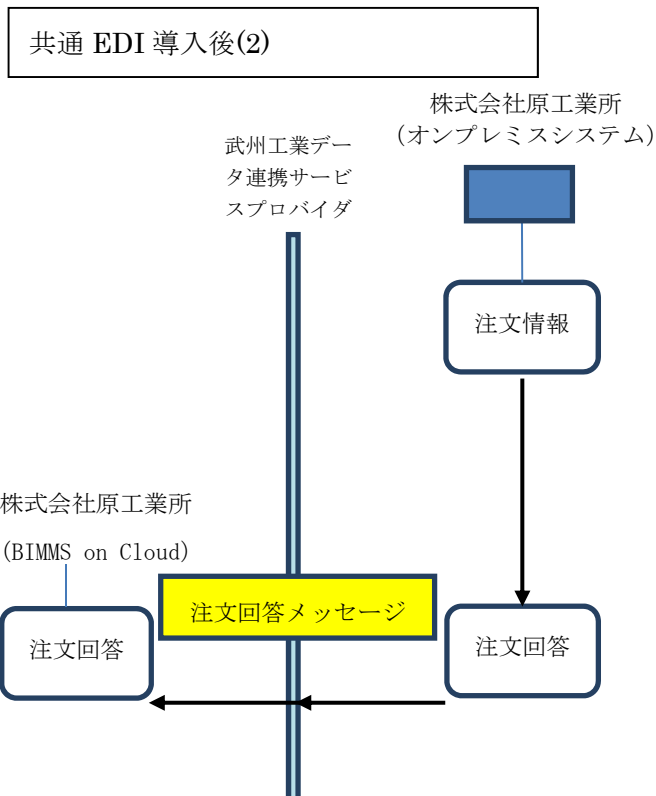 共通 EDI 導入後(2)
株式会社原工業所
(オンプレミスシステム)
武州工業デー
タ連携サービ
スプロバイダ
注文情報
株式会社原工業所
(BIMMS on Cloud)
注文回答メッセージ
注文回答
注文回答